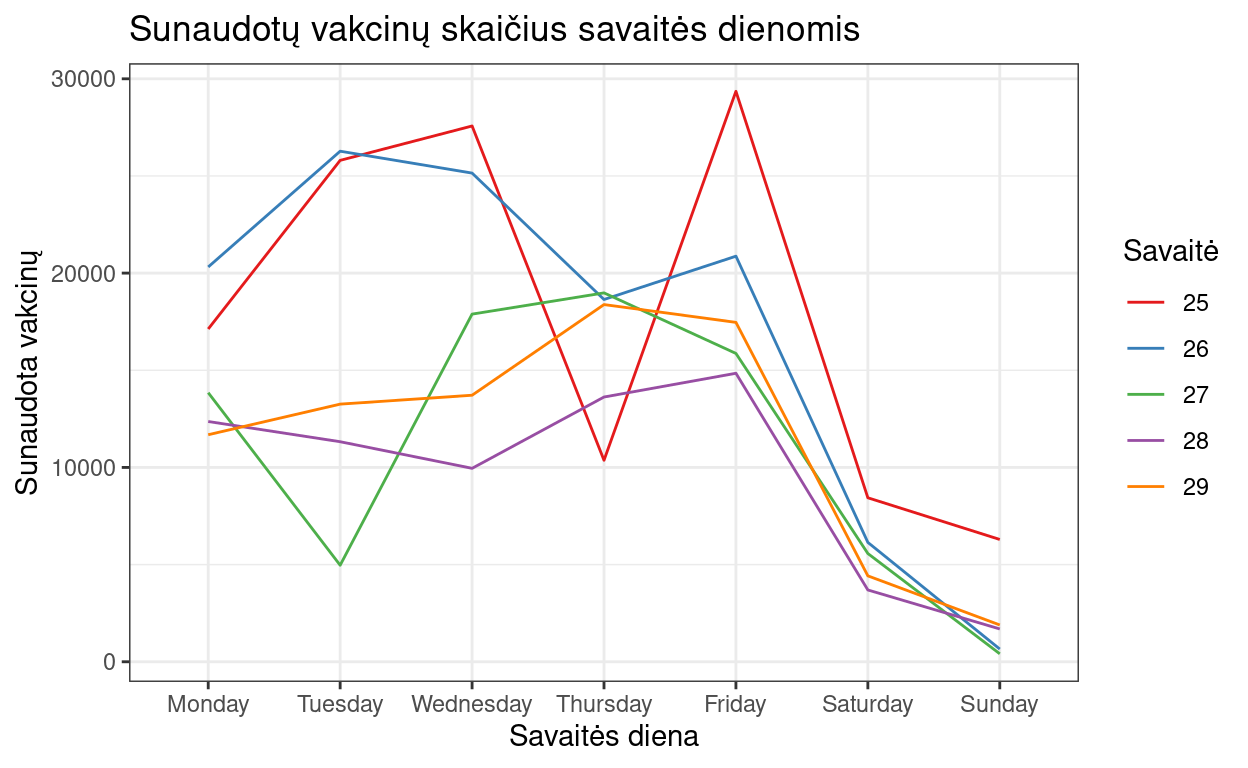 Sunaudotų vakcinų skaičius savaitės dienomis
Sunaudota vakcinų
30000
20000
10000
0
Monday Tuesday Wednesday Thursday Friday Saturday Sunday
Savaitės diena
Savaitė
25
26
27
28
29